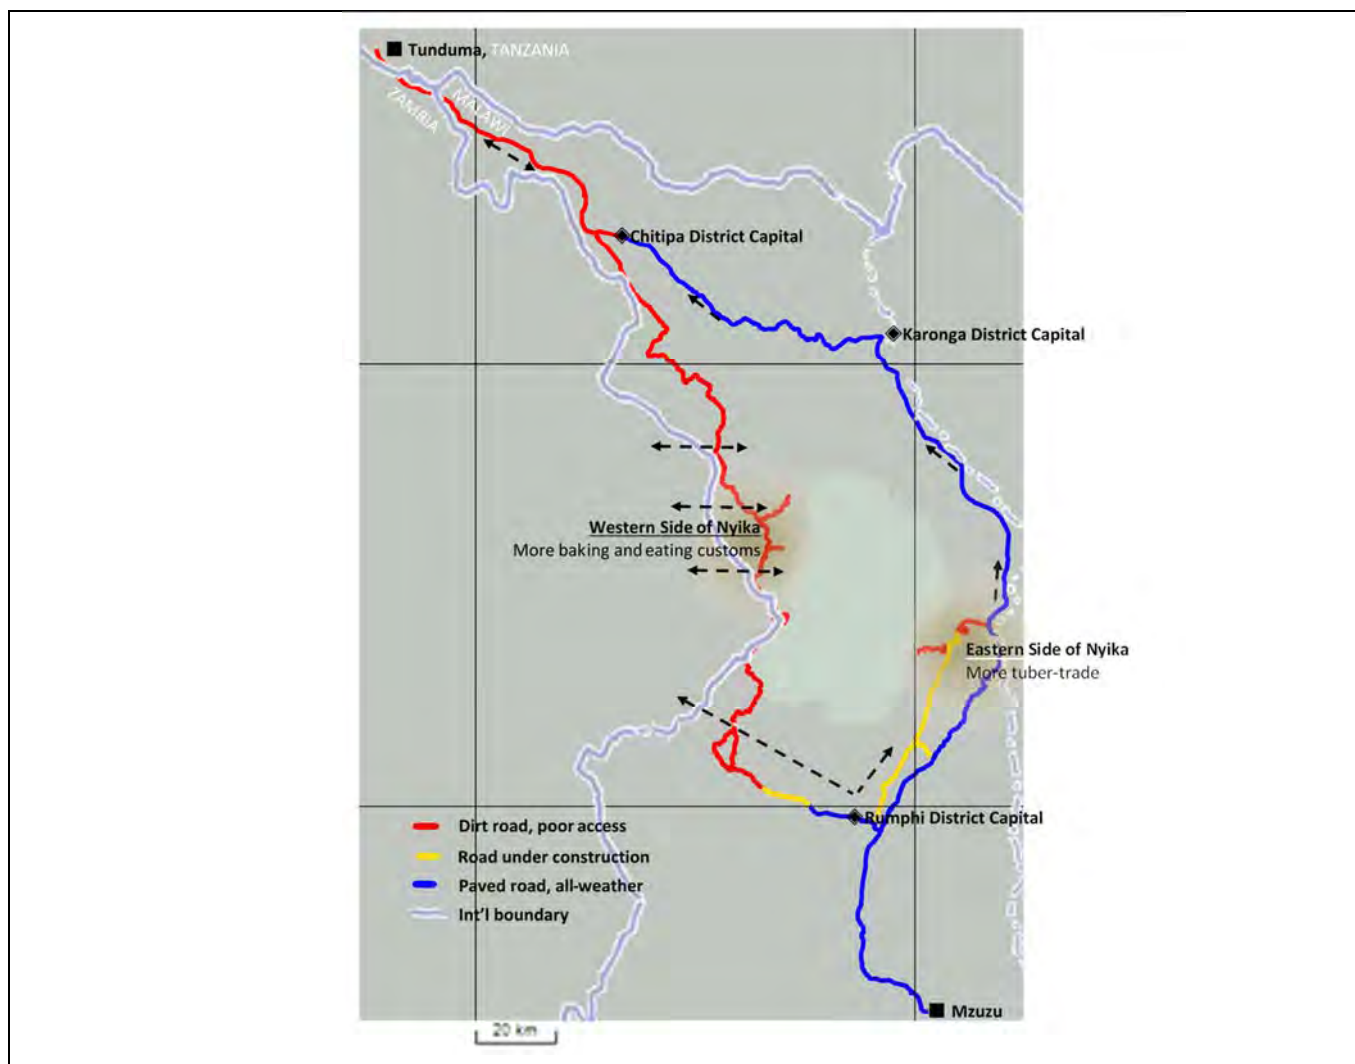 Tunduma, TANZANIA
MALAWI
ZAMBIA
Chitipa District Capital
Karonga District Capital
Western Side of Nyika
More baking and eating customs
Eastern Side of Nyika
More tuber-trade
Rumphi District Capital
Dirt road, poor access
Road under construction
Paved road, all-weather
Int'l boundary
Mzuzu
20 km